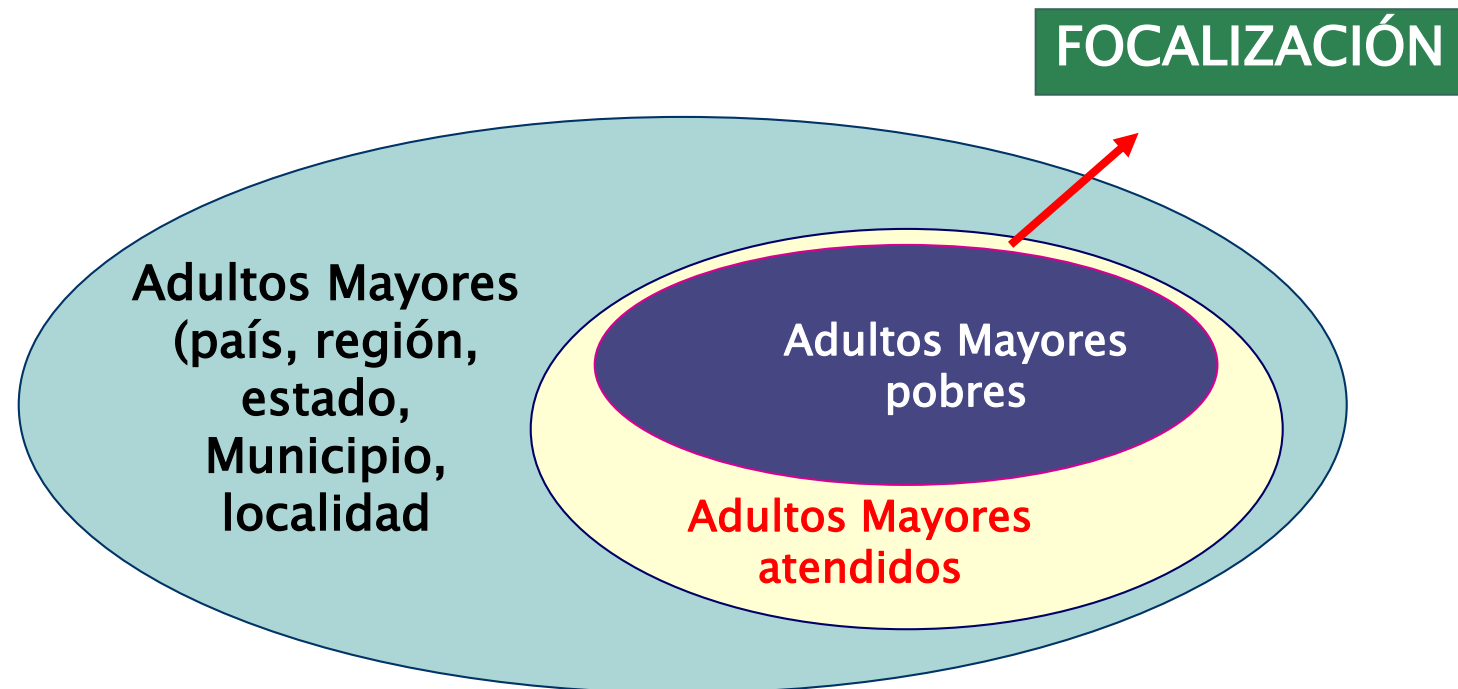 FOCALIZACIÓN
Adultos Mayores
(país, región,
estado,
Municipio,
localidad
Adultos Mayores
pobres
Adultos Mayores
atendidos